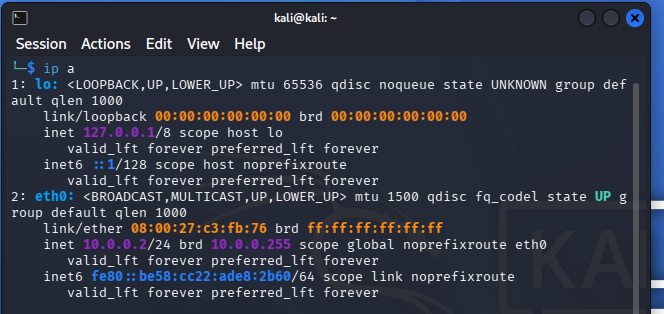 kali@kali: ~
Session Actions Edit View Help
└─$ ip a
1: lo: <LOOPBACK,UP,LOWER_UP> mtu 65536 qdisc noqueue state UNKNOWN group def
ault qlen 1000
    link/loopback 00:00:00:00:00:00 brd 00:00:00:00:00:00
    inet 127.0.0.1/8 scope host lo
       valid_lft forever preferred_lft forever
    inet6 ::1/128 scope host noprefixroute
       valid_lft forever preferred_lft forever
2: eth0: <BROADCAST,MULTICAST,UP,LOWER_UP> mtu 1500 qdisc fq_codel state UP g
roup default qlen 1000
    link/ether 08:00:27:c3:fb:76 brd ff:ff:ff:ff:ff:ff
    inet 10.0.0.2/24 brd 10.0.0.255 scope global noprefixroute eth0
       valid_lft forever preferred_lft forever
    inet6 fe80::be58:cc22:ade8:2b60/64 scope link noprefixroute
       valid_lft forever preferred_lft forever
KAL